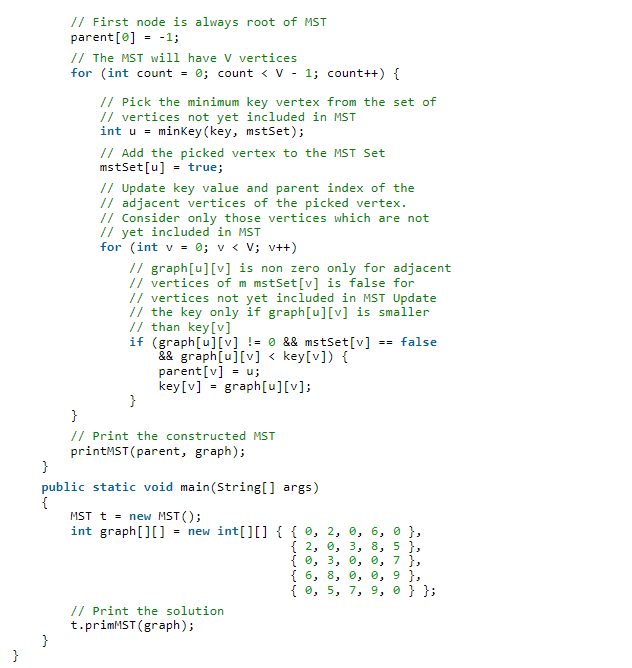 // First node is always root of MST
parent[0] = -1;
// The MST will have V vertices
for (int count = 0; count < V - 1; count++) {
// Pick the minimum key vertex from the set of
// vertices not yet included in MST
int u = minKey(key, mstSet);
// Add the picked vertex to the MST Set
mstSet[u] = true;
// Update key value and parent index of the
// adjacent vertices of the picked vertex.
// Consider only those vertices which are not
// yet included in MST
for (int v = 0; v < V; v++)
// graph[u][v] is non zero only for adjacent
// vertices of m mstSet[v] is false for
// vertices not yet included in MST Update
// the key only if graph[u][v] is smaller
// than key[v]
if (graph[u][v] != 0 && mstSet[v] == false
&& graph[u][v] < key[v]) {
parent[v] = u;
key[v] = graph[u][v];
}
}
// Print the constructed MST
printMST(parent, graph);
}
public static void main(String[] args)
{
MST t = new MST();
int graph[][] = new int[][] { { 0, 2, 0, 6, 0 },
{ 2, 0, 3, 8, 5 },
{ 0, 3, 0, 0, 7 },
{ 6, 8, 0, 0, 9 },
{ 0, 5, 7, 9, 0 } };
// Print the solution
t.primMST(graph);
}
}